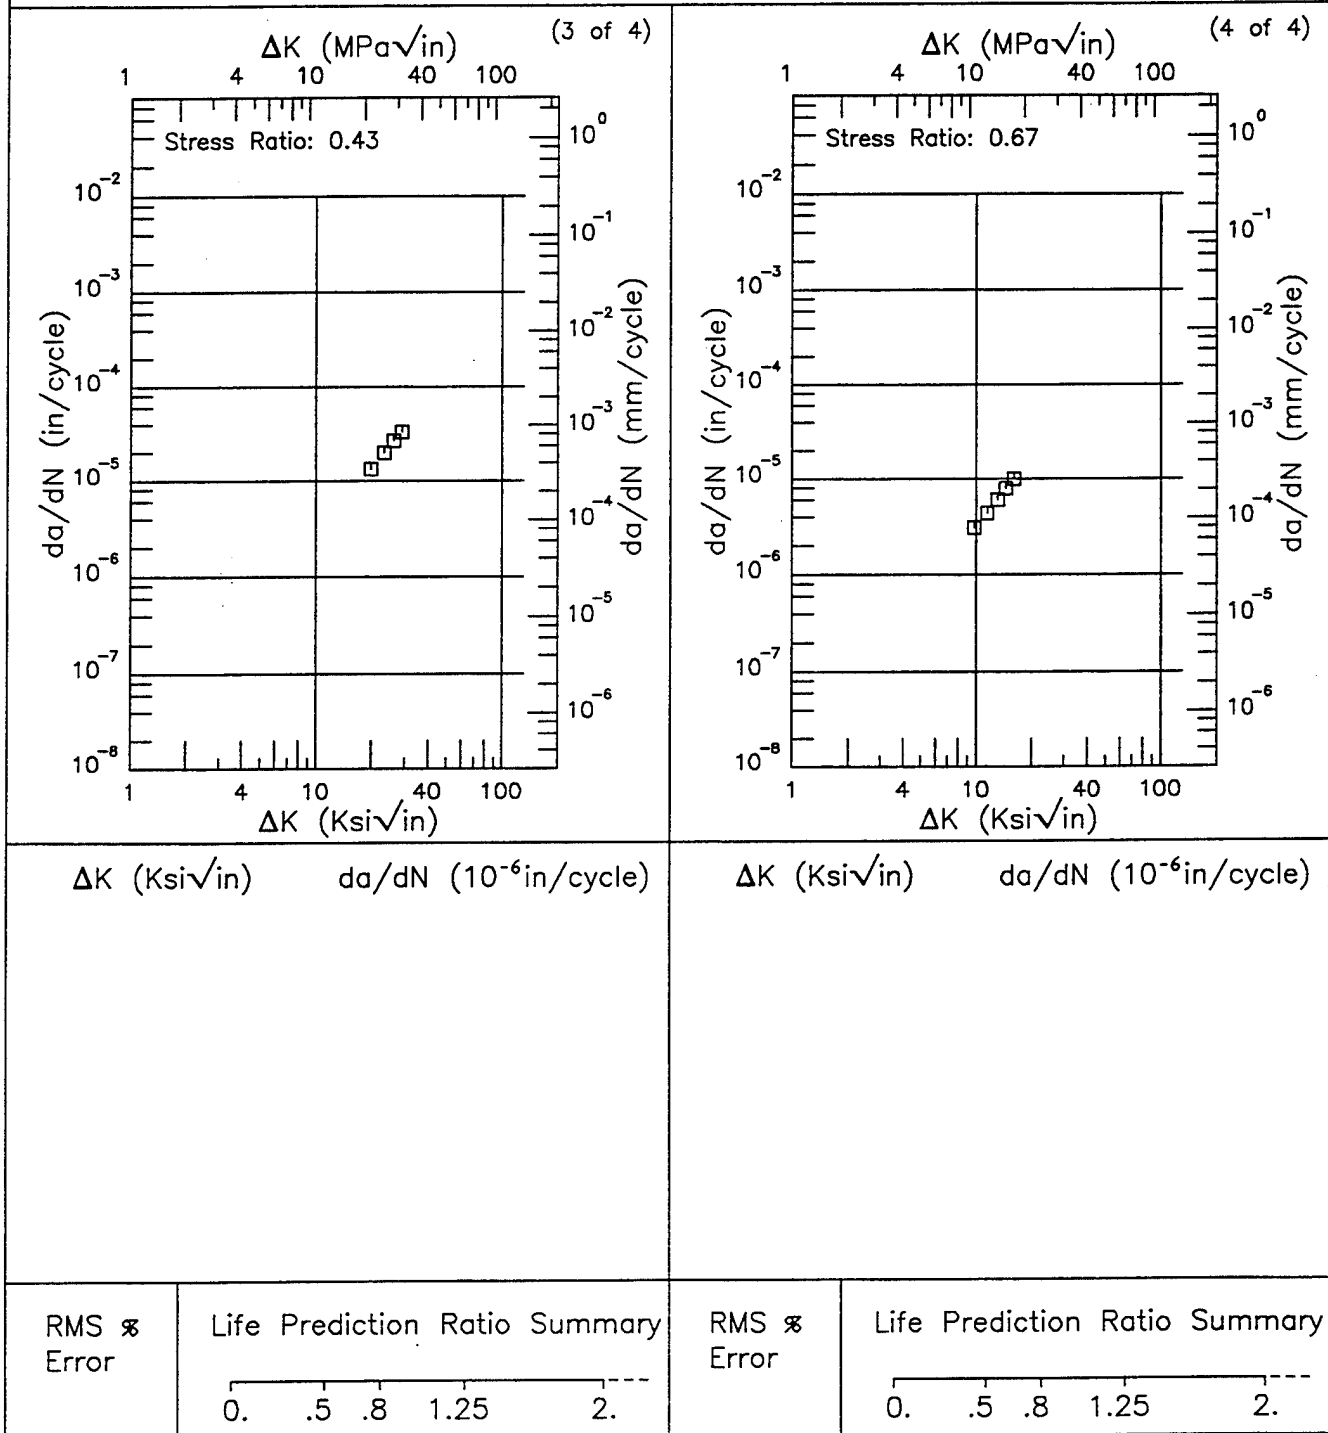 (3 of 4)
ΔK (MPa√in)
1 4 10 40 100
Stress Ratio: 0.43
10⁰
10⁻¹
10⁻²
10⁻³
10⁻⁴
10⁻⁵
10⁻⁶
da/dN (mm/cycle)
10⁻²
10⁻³
10⁻⁴
10⁻⁵
10⁻⁶
10⁻⁷
10⁻⁸
da/dN (in/cycle)
1 4 10 40 100
ΔK (Ksi√in)
ΔK (Ksi√in) da/dN (10⁻⁶in/cycle)
RMS %
Error
Life Prediction Ratio Summary
0. .5 .8 1.25 2.
(4 of 4)
ΔK (MPa√in)
1 4 10 40 100
Stress Ratio: 0.67
10⁰
10⁻¹
10⁻²
10⁻³
10⁻⁴
10⁻⁵
10⁻⁶
da/dN (mm/cycle)
10⁻²
10⁻³
10⁻⁴
10⁻⁵
10⁻⁶
10⁻⁷
10⁻⁸
da/dN (in/cycle)
1 4 10 40 100
ΔK (Ksi√in)
ΔK (Ksi√in) da/dN (10⁻⁶in/cycle)
RMS %
Error
Life Prediction Ratio Summary
0. .5 .8 1.25 2.